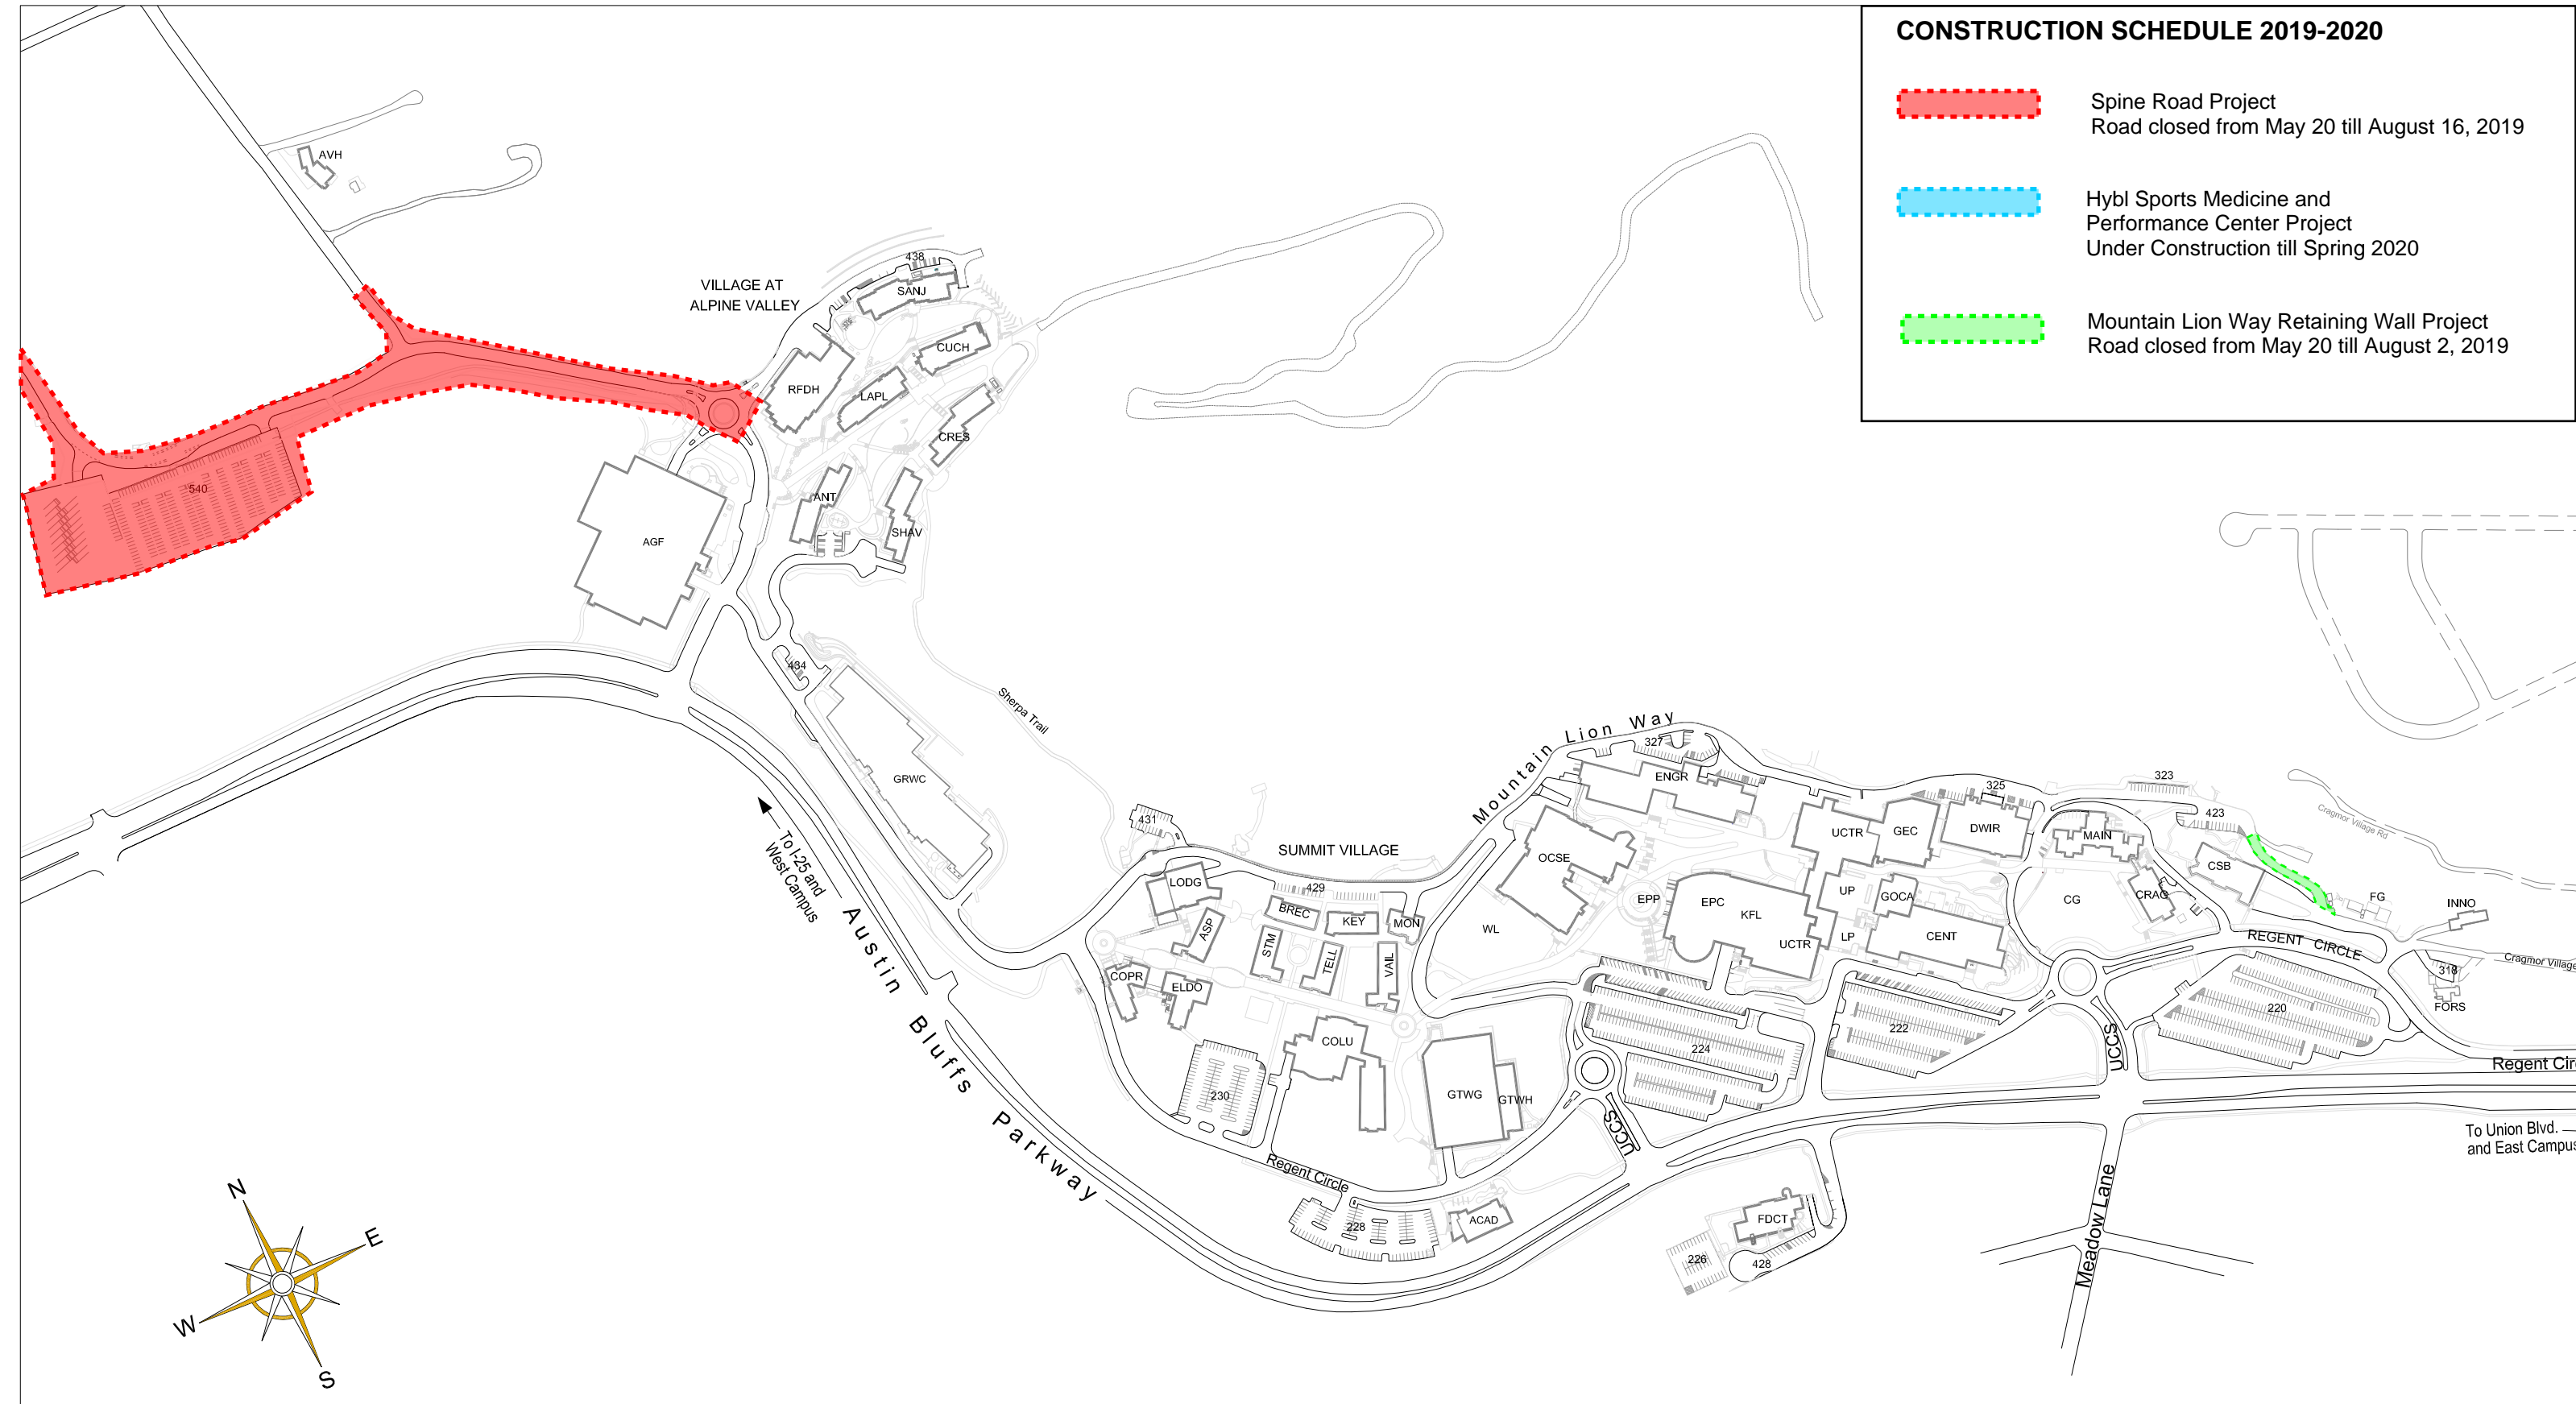 CONSTRUCTION SCHEDULE 2019-2020
Spine Road Project
Road closed from May 20 till August 16, 2019
Hybl Sports Medicine and
Performance Center Project
Under Construction till Spring 2020
Mountain Lion Way Retaining Wall Project
Road closed from May 20 till August 2, 2019
AVH
VILLAGE AT
ALPINE VALLEY
438
SANJ
CUCH
RFDH
LAPL
CRES
540
ANT
SHAV
AGF
434
Sherpa Trail
GRWC
To I-25 and
West Campus
Austin Bluffs Parkway
431
SUMMIT VILLAGE
LODG
429
BREC
KEY
MON
ASP
STM
TELL
VAIL
COPR
ELDO
COLU
230
GTWG
GTWH
Regent Circle
228
ACAD
Mountain Lion Way
327
ENGR
OCSE
WL
EPP
EPC
KFL
UCTR
UCTR
GEC
UP
GOCA
LP
CENT
325
DWIR
323
423
MAIN
CSB
CRAG
CG
FG
INNO
Cragmor Village Rd
REGENT CIRCLE
Cragmor Village
318
FORS
220
222
224
UCCS
UCCS
Regent Cir
To Union Blvd.
and East Campus
Meadow Lane
FDCT
226
428
N
E
W
S